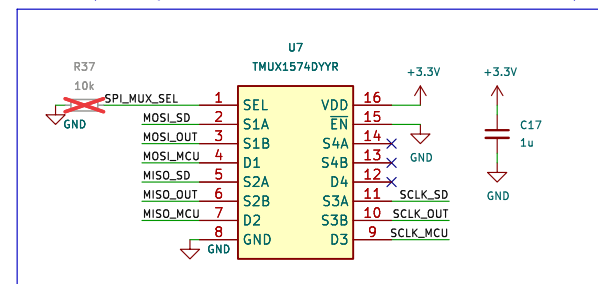 U7
TMUX1574DYYR
R37
10k
GND
SPI_MUX_SEL
MOSI_SD
MOSI_OUT
MOSI_MCU
MISO_SD
MISO_OUT
MISO_MCU
GND
1 SEL
2 S1A
3 S1B
4 D1
5 S2A
6 S2B
7 D2
8 GND
VDD 16
EN 15
S4A 14
S4B 13
D4 12
S3A 11
S3B 10
D3 9
+3.3V
GND
SCLK_SD
SCLK_OUT
SCLK_MCU
+3.3V
C17
1u
GND